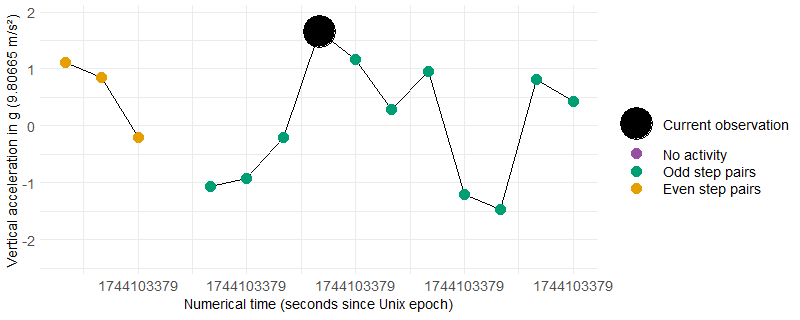 Vertical acceleration in g (9.80665 m/s²)
2
1
0
-1
-2
1744103379 1744103379 1744103379 1744103379 1744103379
Numerical time (seconds since Unix epoch)
Current observation
No activity
Odd step pairs
Even step pairs